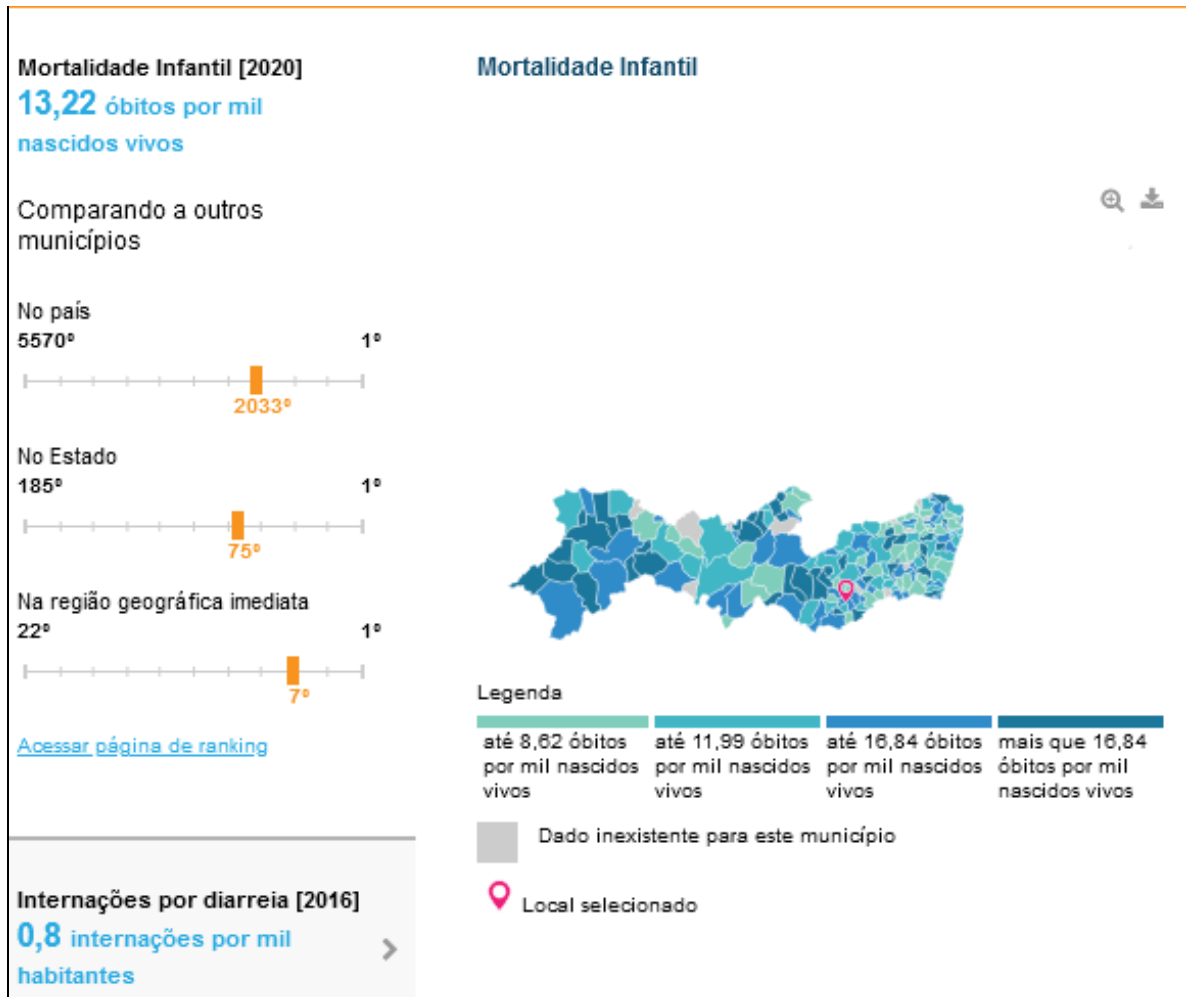 Mortalidade Infantil [2020]
13,22 óbitos por mil
nascidos vivos
Comparando a outros
municípios
No país
5570º 1º
2033º
No Estado
185º 1º
75º
Na região geográfica imediata
22º 1º
7º
Acessar página de ranking
Internações por diarreia [2016]
0,8 internações por mil
habitantes
Mortalidade Infantil
Legenda
até 8,62 óbitos
por mil nascidos
vivos
até 11,99 óbitos
por mil nascidos
vivos
até 16,84 óbitos
por mil nascidos
vivos
mais que 16,84
óbitos por mil
nascidos vivos
Dado inexistente para este município
Local selecionado